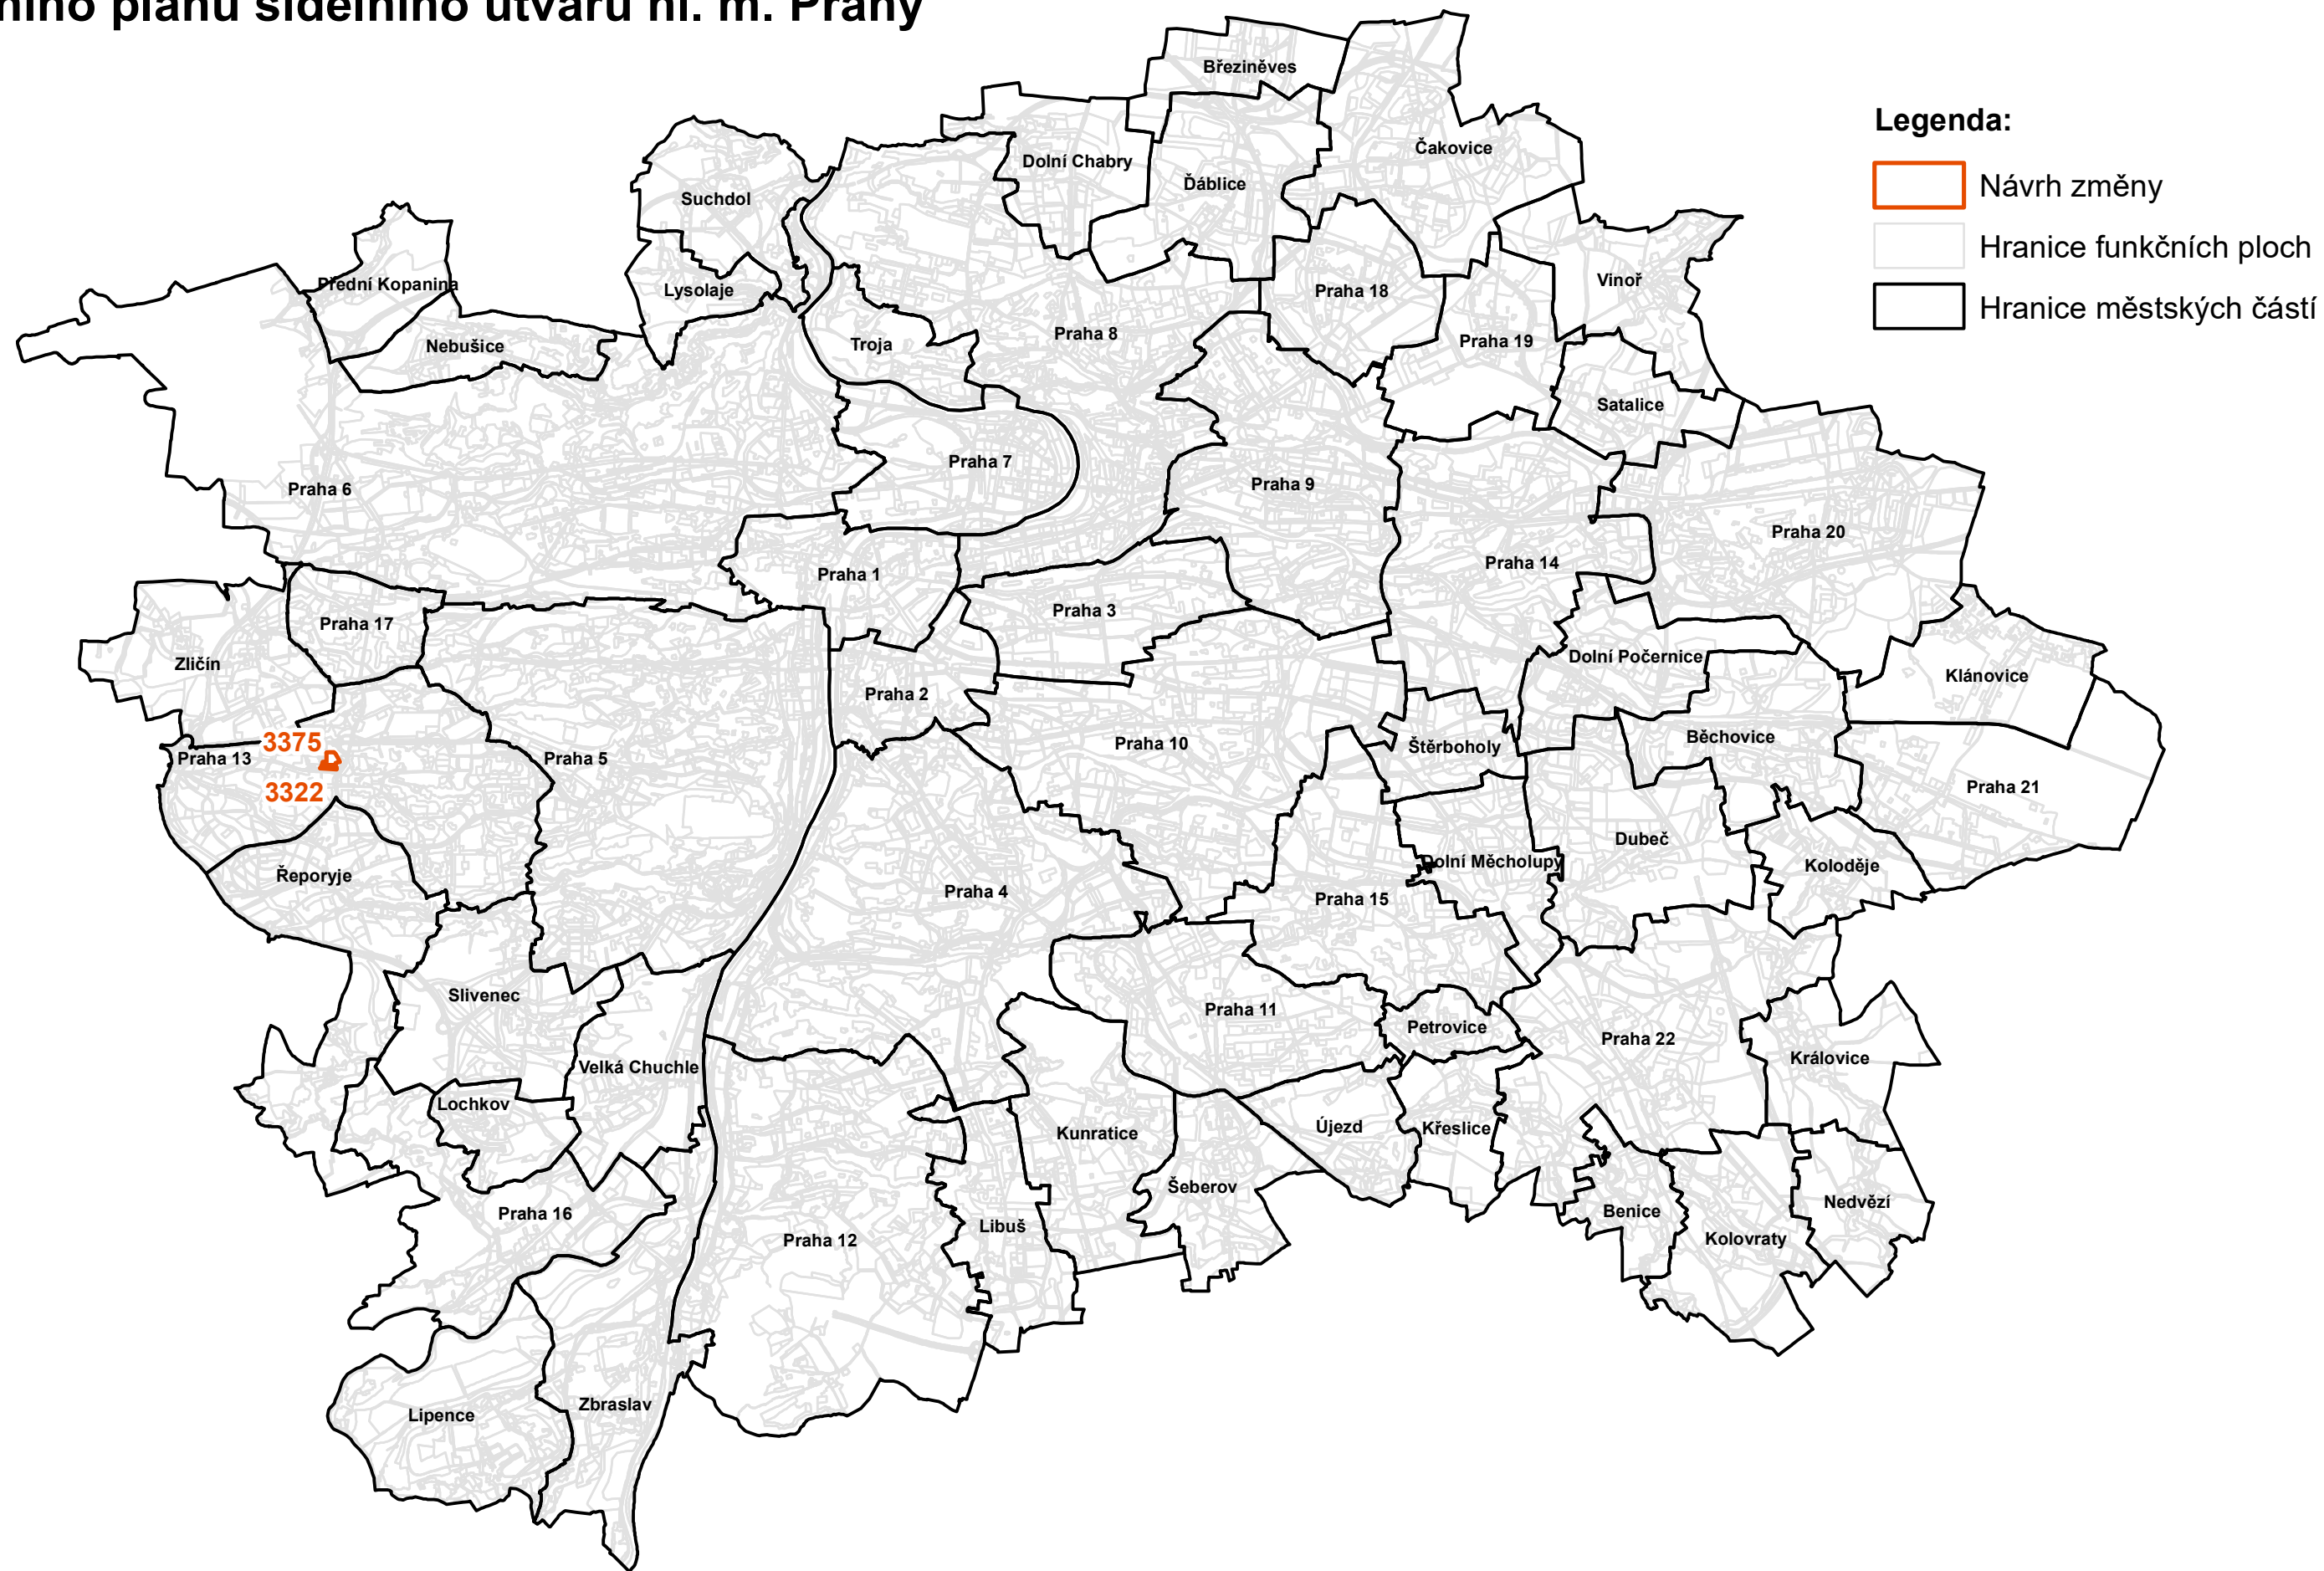 ního plánu sídelního útvaru hl. m. Prahy
Legenda:
Návrh změny
Hranice funkčních ploch
Hranice městských částí
Březiněves
Čakovice
Dolní Chabry
Ďáblice
Suchdol
Přední Kopanina
Lysolaje
Nebušice
Troja
Praha 8
Praha 18
Praha 19
Vinoř
Satalice
Praha 6
Praha 7
Praha 9
Praha 20
Praha 14
Praha 1
Praha 3
Praha 17
Zličín
Praha 2
Dolní Počernice
Klánovice
3375
Praha 13
3322
Praha 5
Praha 10
Štěrboholy
Běchovice
Praha 21
Dubeč
Koloděje
Dolní Měcholupy
Řeporyje
Praha 4
Praha 15
Slivenec
Praha 11
Petrovice
Praha 22
Královice
Velká Chuchle
Lochkov
Kunratice
Újezd
Křeslice
Šeberov
Benice
Nedvězí
Kolovraty
Praha 16
Praha 12
Libuš
Lipence
Zbraslav